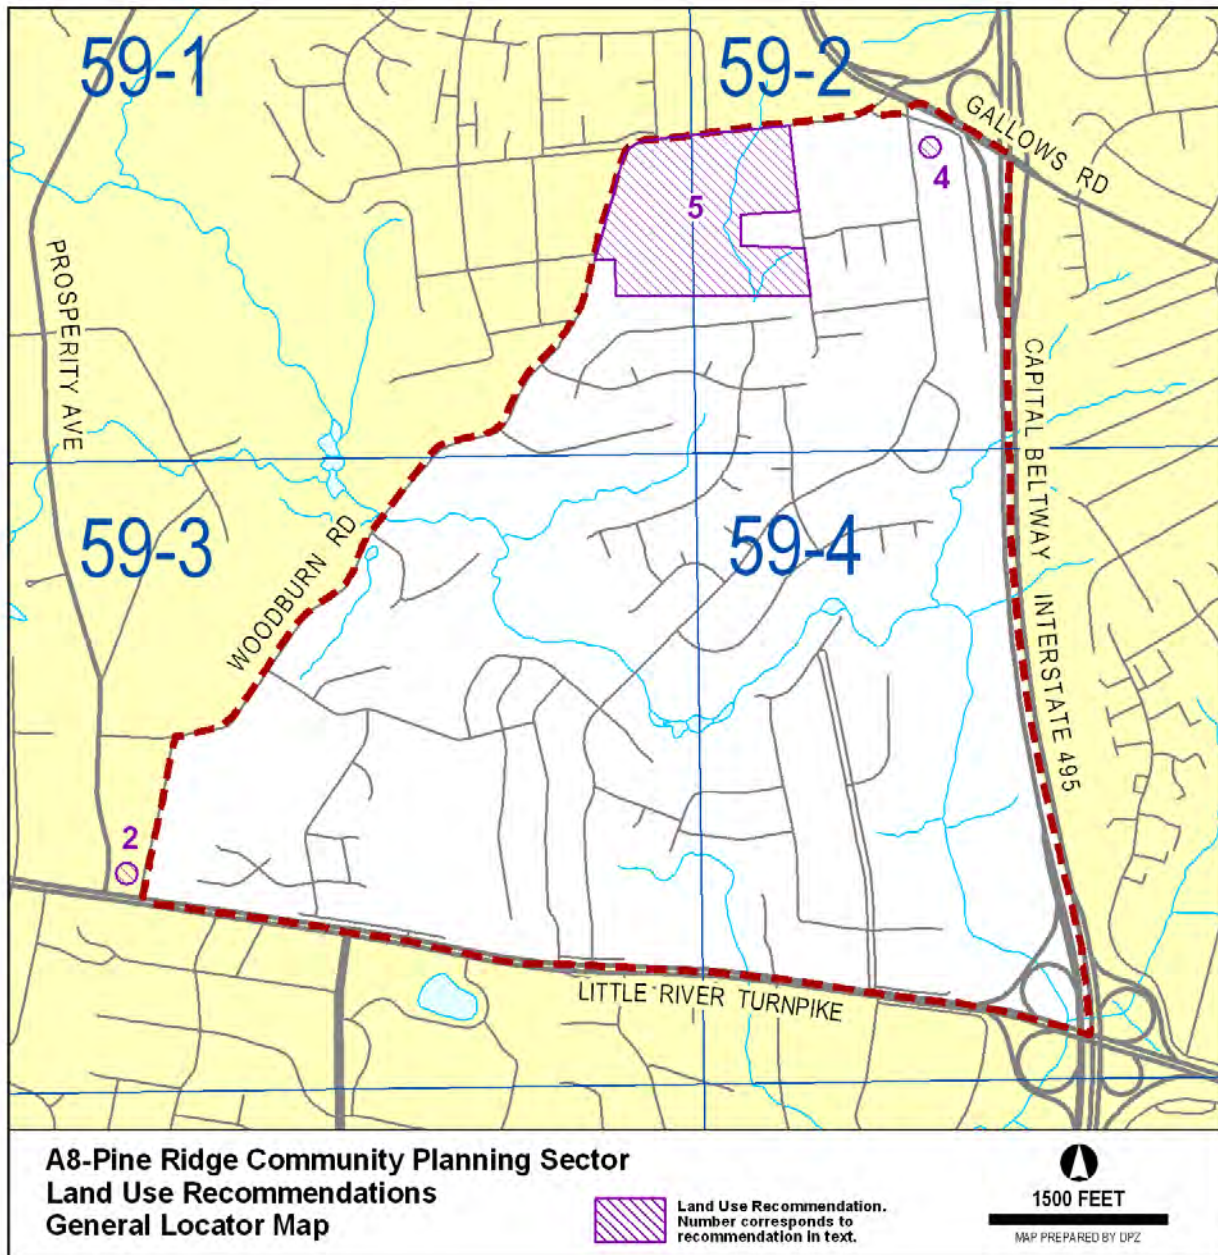 59-1
59-2
GALLOWS RD
4
5
PROSPERITY AVE
CAPITAL BELTWAY INTERSTATE 495
59-3
59-4
WOODBURN RD
2
LITTLE RIVER TURNPIKE
A8-Pine Ridge Community Planning Sector
Land Use Recommendations
General Locator Map
Land Use Recommendation.
Number corresponds to
recommendation in text.
1500 FEET
MAP PREPARED BY DPZ